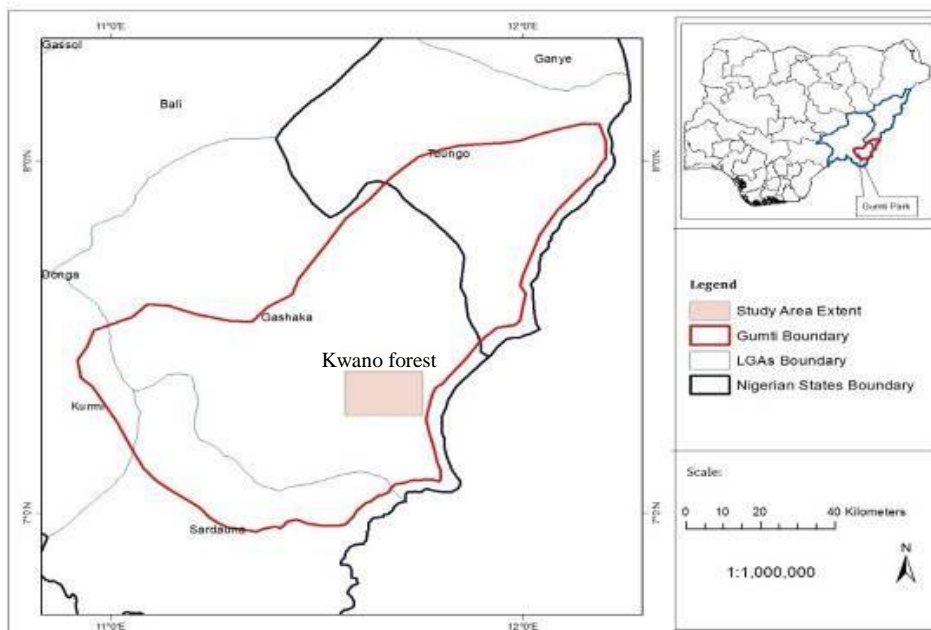 11°0'E
12°0'E
Gassol
Ganye
Bali
Toungo
8°0'N
8°0'N
Donga
Gashaka
Kwano forest
Kurmi
7°0'N
7°0'N
Sardauna
11°0'E
12°0'E
Gumti Park
Legend
Study Area Extent
Gumti Boundary
LGAs Boundary
Nigerian States Boundary
Scale:
0 10 20 40 Kilometers
1:1,000,000
N